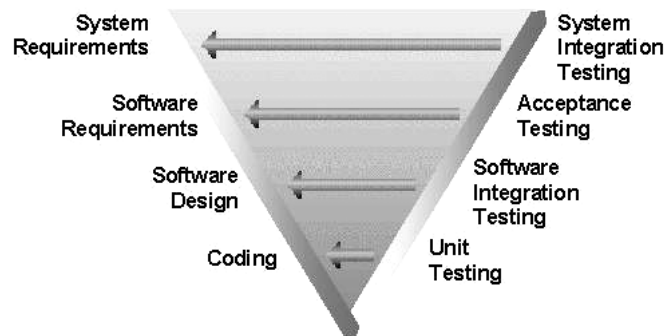 System
Requirements
System
Integration
Testing
Software
Requirements
Acceptance
Testing
Software
Design
Software
Integration
Testing
Coding
Unit
Testing